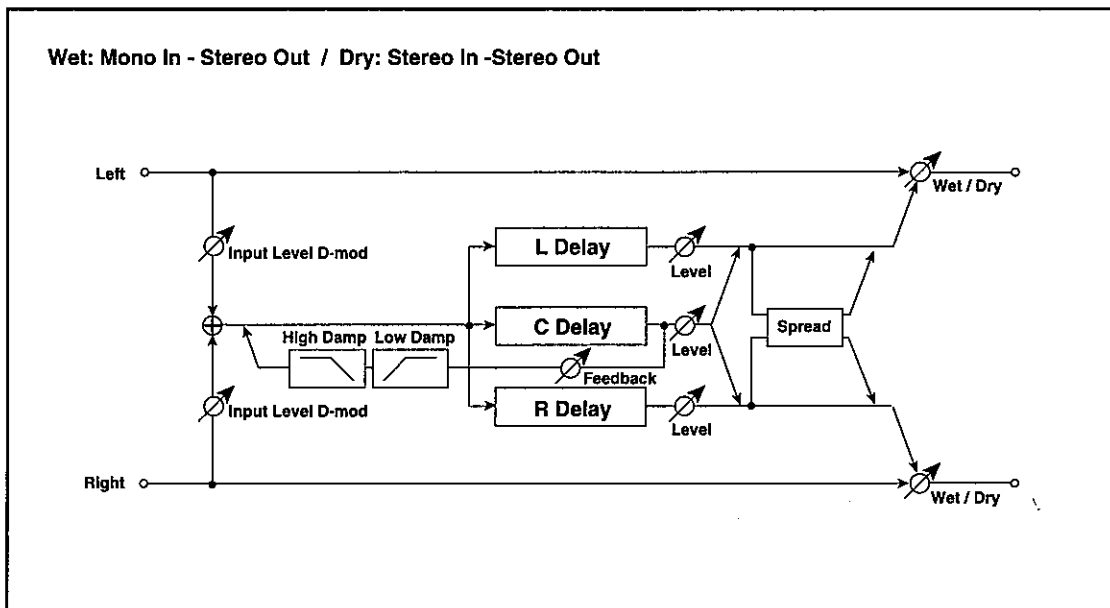 Wet: Mono In - Stereo Out / Dry: Stereo In -Stereo Out
Left
Wet / Dry
Input Level D-mod
L Delay
Level
C Delay
Level
High Damp
Low Damp
Feedback
Spread
Input Level D-mod
R Delay
Level
Right
Wet / Dry